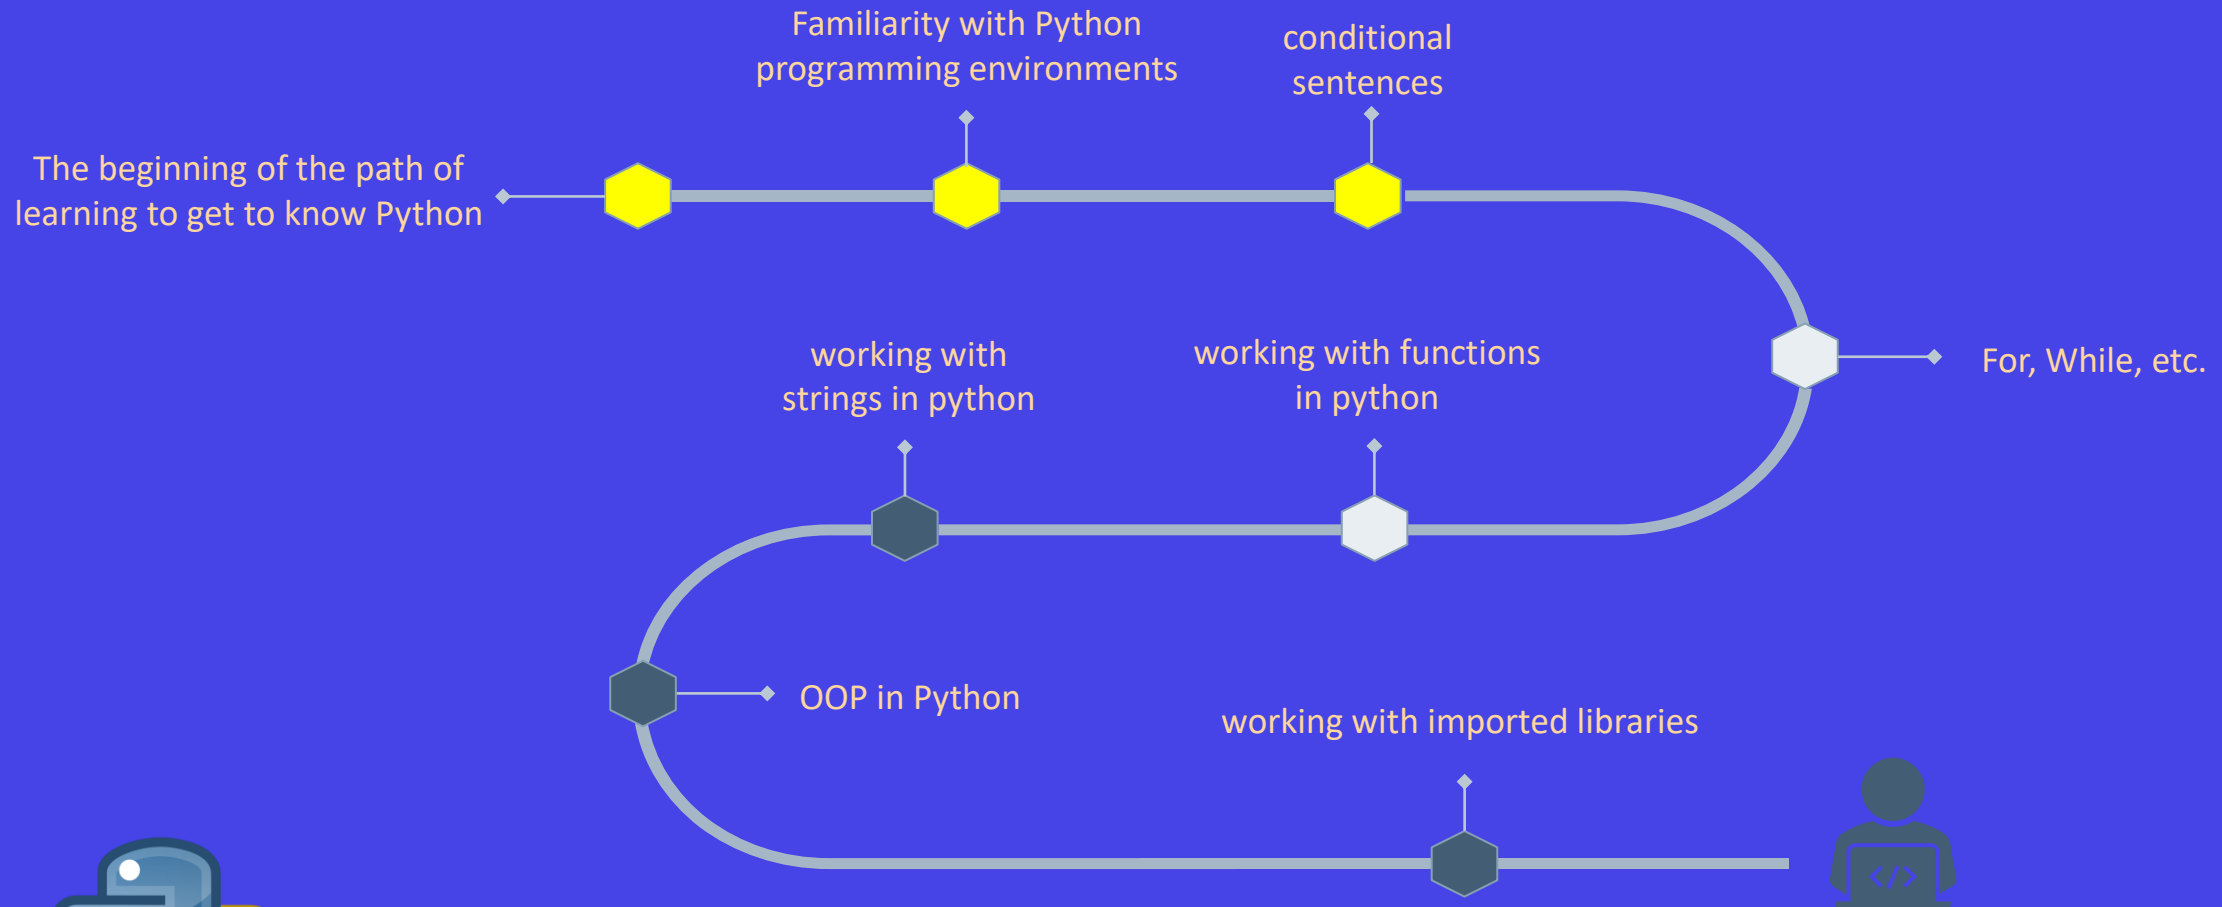 The beginning of the path of
learning to get to know Python
Familiarity with Python
programming environments
conditional
sentences
For, While, etc.
working with functions
in python
working with
strings in python
OOP in Python
working with imported libraries
</>